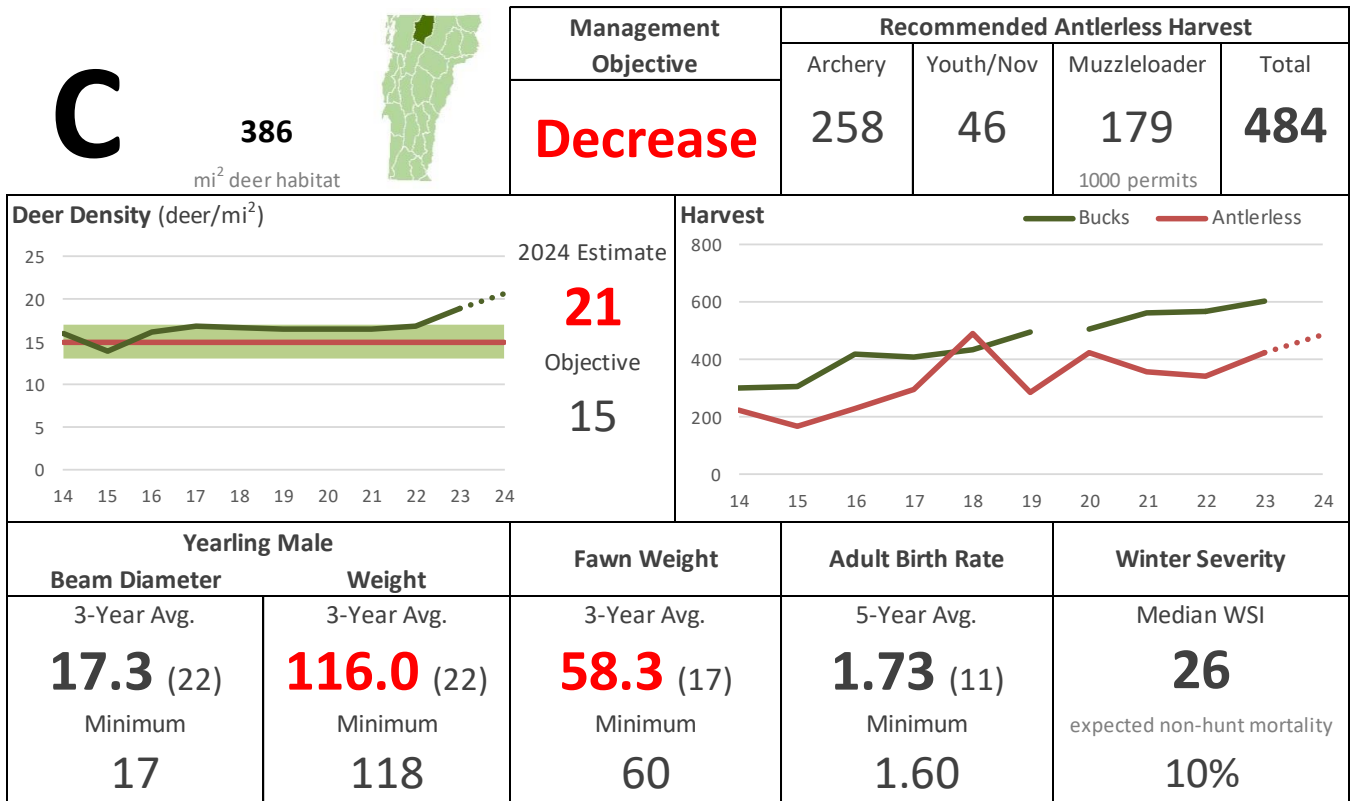 C
386
mi² deer habitat
Management
Objective
Decrease
Recommended Antlerless Harvest
Archery Youth/Nov Muzzleloader Total
258 46 179 484
1000 permits
Deer Density (deer/mi²)
25
20
15
10
5
0
14 15 16 17 18 19 20 21 22 23 24
2024 Estimate
21
Objective
15
Harvest
Bucks Antlerless
800
600
400
200
0
14 15 16 17 18 19 20 21 22 23 24
Yearling Male
Beam Diameter Weight
Fawn Weight
Adult Birth Rate
Winter Severity
3-Year Avg. 3-Year Avg. 3-Year Avg. 5-Year Avg. Median WSI
17.3 (22) 116.0 (22) 58.3 (17) 1.73 (11) 26
Minimum Minimum Minimum Minimum expected non-hunt mortality
17 118 60 1.60 10%